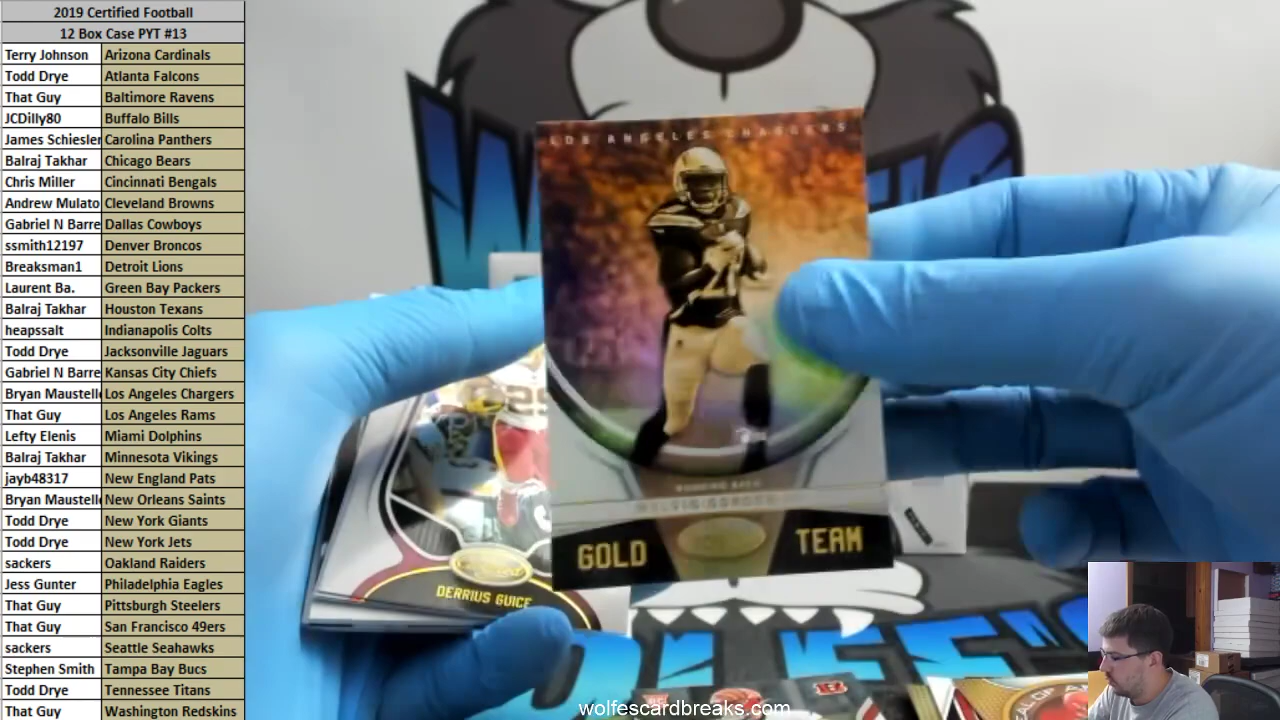 2019 Certified Football
12 Box Case PYT #13
Terry Johnson Arizona Cardinals
Todd Drye Atlanta Falcons
That Guy Baltimore Ravens
JCDilly80 Buffalo Bills
James Schiesler Carolina Panthers
Balraj Takhar Chicago Bears
Chris Miller Cincinnati Bengals
Andrew Mulato Cleveland Browns
Gabriel N Barre Dallas Cowboys
ssmith12197 Denver Broncos
Breaksman1 Detroit Lions
Laurent Ba. Green Bay Packers
Balraj Takhar Houston Texans
heapssalt Indianapolis Colts
Todd Drye Jacksonville Jaguars
Gabriel N Barre Kansas City Chiefs
Bryan Maustell Los Angeles Chargers
That Guy Los Angeles Rams
Lefty Elenis Miami Dolphins
Balraj Takhar Minnesota Vikings
jayb48317 New England Pats
Bryan Maustell New Orleans Saints
Todd Drye New York Giants
Todd Drye New York Jets
sackers Oakland Raiders
Jess Gunter Philadelphia Eagles
That Guy Pittsburgh Steelers
That Guy San Francisco 49ers
sackers Seattle Seahawks
Stephen Smith Tampa Bay Bucs
Todd Drye Tennessee Titans
That Guy Washington Redskins
LOS ANGELES CHARGERS
RUNNING BACK
MELVIN GORDON
GOLD TEAM
DERRIUS GUICE
wolfescardbreaks.com